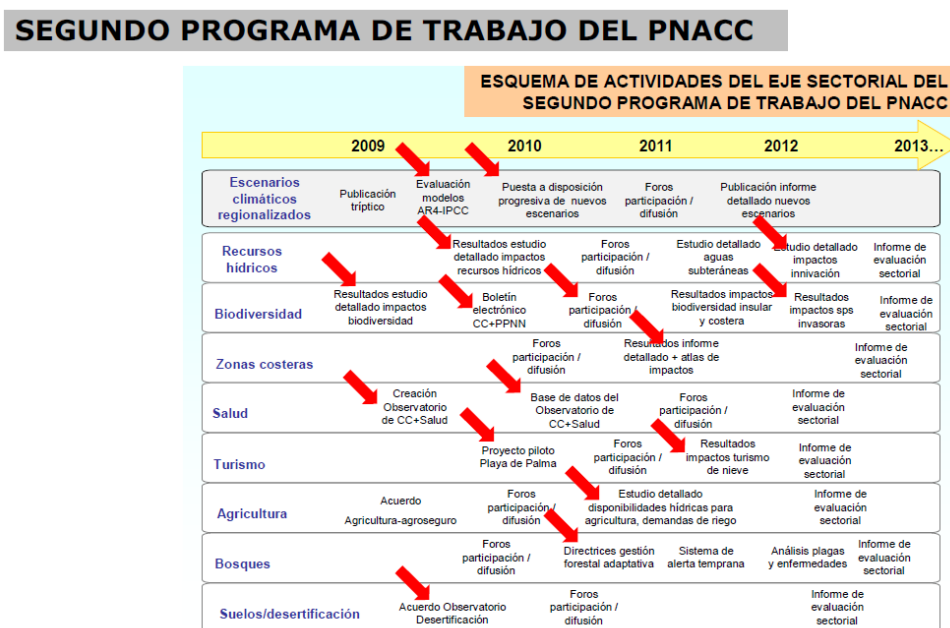 SEGUNDO PROGRAMA DE TRABAJO DEL PNACC
ESQUEMA DE ACTIVIDADES DEL EJE SECTORIAL DEL
SEGUNDO PROGRAMA DE TRABAJO DEL PNACC
2009 2010 2011 2012 2013...
Escenarios
climáticos
regionalizados
Publicación
tríptico
Evaluación
modelos
AR4-IPCC
Puesta a disposición
progresiva de nuevos
escenarios
Foros
participación /
difusión
Publicación informe
detallado nuevos
escenarios
Recursos
hídricos
Resultados estudio
detallado impactos
recursos hídricos
Foros
participación /
difusión
Estudio detallado
aguas
subterráneas
Estudio detallado
impactos
innivación
Informe de
evaluación
sectorial
Biodiversidad
Resultados estudio
detallado impactos
biodiversidad
Boletín
electrónico
CC+PPNN
Foros
participación /
difusión
Resultados impactos
biodiversidad insular
y costera
Resultados
impactos sps
invasoras
Informe de
evaluación
sectorial
Zonas costeras
Foros
participación /
difusión
Resultados informe
detallado + atlas de
impactos
Informe de
evaluación
sectorial
Salud
Creación
Observatorio
de CC+Salud
Base de datos del
Observatorio de
CC+Salud
Foros
participación /
difusión
Informe de
evaluación
sectorial
Turismo
Proyecto piloto
Playa de Palma
Foros
participación /
difusión
Resultados
impactos turismo
de nieve
Informe de
evaluación
sectorial
Agricultura
Acuerdo
Agricultura-agroseguro
Foros
participación /
difusión
Estudio detallado
disponibilidades hídricas para
agricultura, demandas de riego
Informe de
evaluación
sectorial
Bosques
Foros
participación /
difusión
Directrices gestión
forestal adaptativa
Sistema de
alerta temprana
Análisis plagas
y enfermedades
Informe de
evaluación
sectorial
Suelos/desertificación
Acuerdo Observatorio
Desertificación
Foros
participación /
difusión
Informe de
evaluación
sectorial